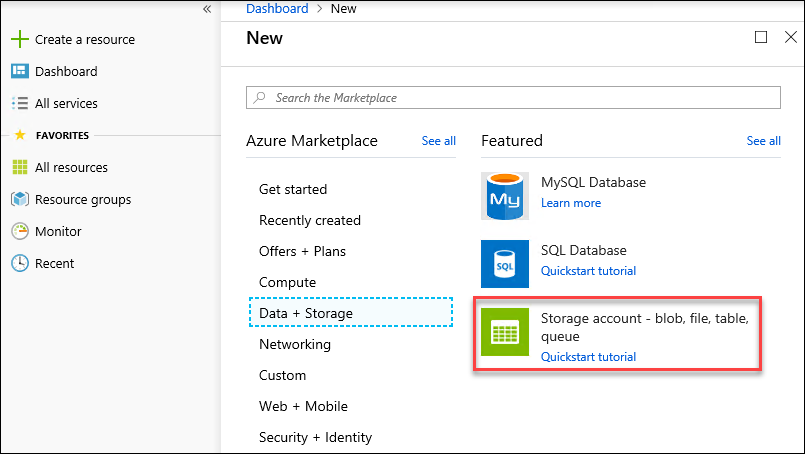 «
Create a resource
Dashboard
All services
FAVORITES
All resources
Resource groups
Monitor
Recent
Dashboard > New
New
Search the Marketplace
Azure Marketplace
See all
Get started
Recently created
Offers + Plans
Compute
Data + Storage
Networking
Custom
Web + Mobile
Security + Identity
Featured
See all
My
MySQL Database
Learn more
SQL
SQL Database
Quickstart tutorial
Storage account - blob, file, table,
queue
Quickstart tutorial